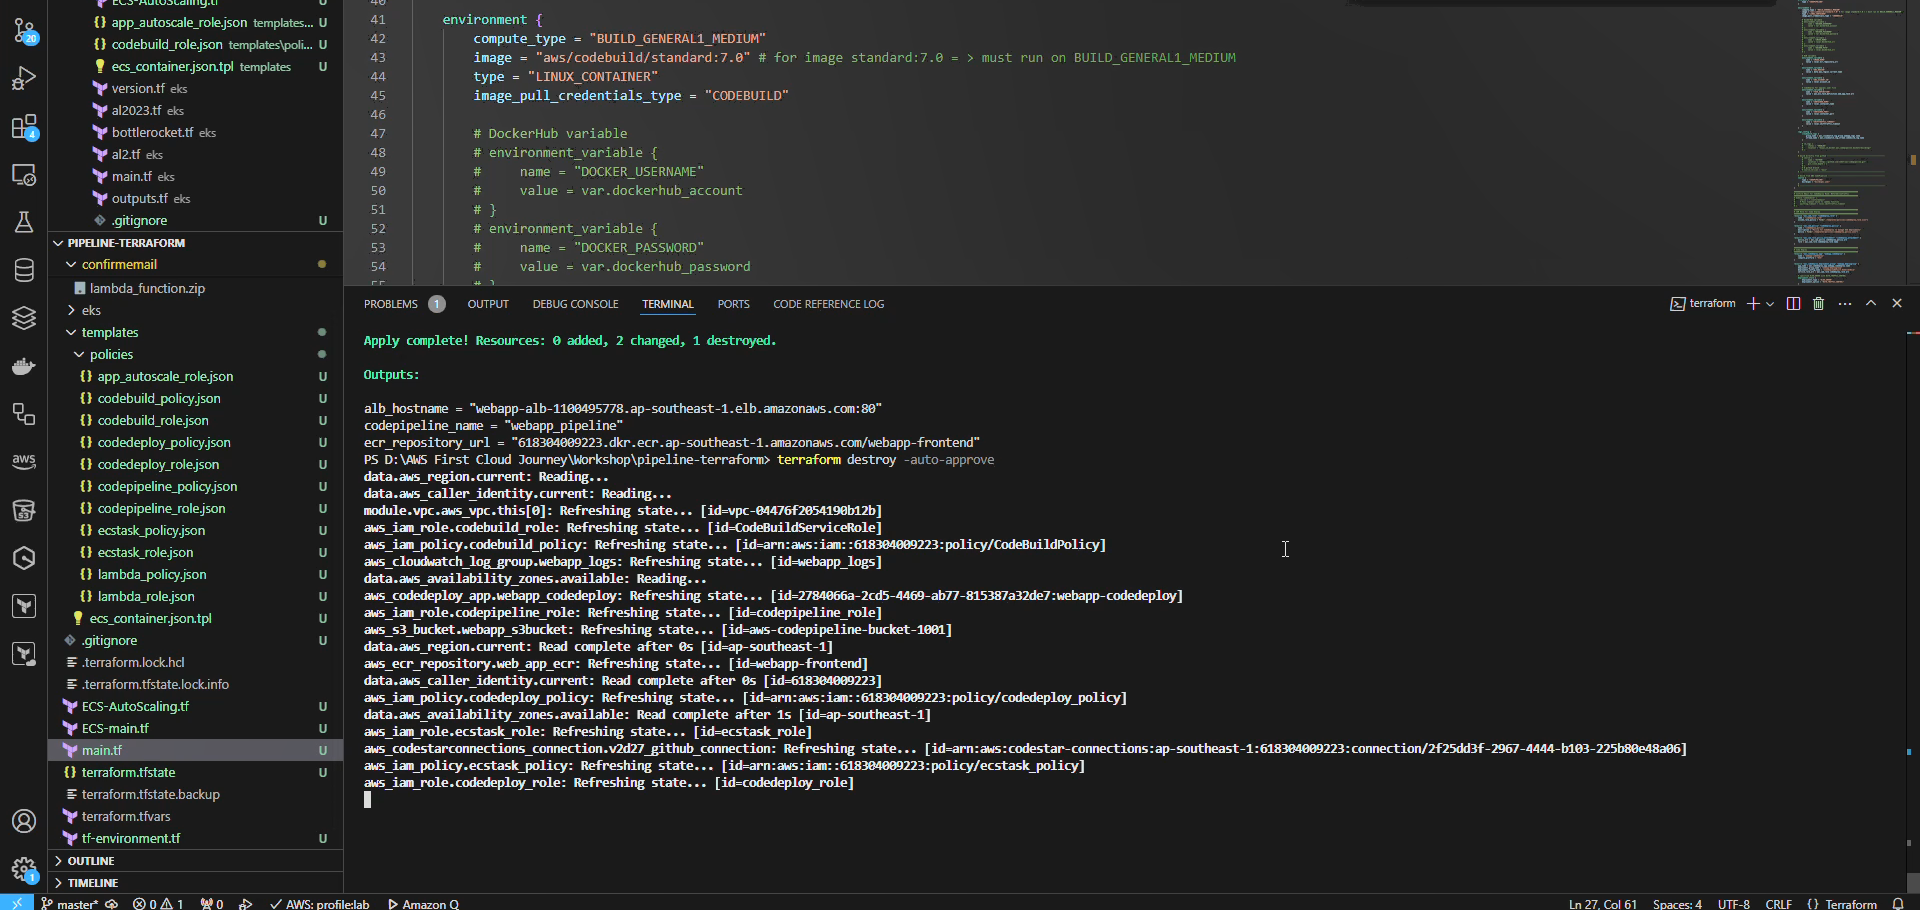 ECS-AutoScaling.tf U
app_autoscale_role.json templates... U
codebuild_role.json templates\poli... U
ecs_container.json.tpl templates U
version.tf eks
al2023.tf eks
bottlerocket.tf eks
al2.tf eks
main.tf eks
outputs.tf eks
.gitignore U
PIPELINE-TERRAFORM
confirmemail
lambda_function.zip
eks
templates
policies
app_autoscale_role.json U
codebuild_policy.json U
codebuild_role.json U
codedeploy_policy.json U
codedeploy_role.json U
codepipeline_policy.json U
codepipeline_role.json U
ecstask_policy.json U
ecstask_role.json U
lambda_policy.json U
lambda_role.json U
ecs_container.json.tpl U
.gitignore U
.terraform.lock.hcl
.terraform.tfstate.lock.info
ECS-AutoScaling.tf U
ECS-main.tf U
main.tf U
terraform.tfstate U
terraform.tfstate.backup
terraform.tfvars
tf-environment.tf U
OUTLINE
TIMELINE
20
4
aws
S3
1
40
41 environment {
42 compute_type = "BUILD_GENERAL1_MEDIUM"
43 image = "aws/codebuild/standard:7.0" # for image standard:7.0 = > must run on BUILD_GENERAL1_MEDIUM
44 type = "LINUX_CONTAINER"
45 image_pull_credentials_type = "CODEBUILD"
46
47 # DockerHub variable
48 # environment_variable {
49 # name = "DOCKER_USERNAME"
50 # value = var.dockerhub_account
51 # }
52 # environment_variable {
53 # name = "DOCKER_PASSWORD"
54 # value = var.dockerhub_password
55 # }
PROBLEMS 1 OUTPUT DEBUG CONSOLE TERMINAL PORTS CODE REFERENCE LOG terraform
Apply complete! Resources: 0 added, 2 changed, 1 destroyed.
Outputs:
alb_hostname = "webapp-alb-1100495778.ap-southeast-1.elb.amazonaws.com:80"
codepipeline_name = "webapp_pipeline"
ecr_repository_url = "618304009223.dkr.ecr.ap-southeast-1.amazonaws.com/webapp-frontend"
PS D:\AWS First Cloud Journey\Workshop\pipeline-terraform> terraform destroy -auto-approve
data.aws_region.current: Reading...
data.aws_caller_identity.current: Reading...
module.vpc.aws_vpc.this[0]: Refreshing state... [id=vpc-04476f2054190b12b]
aws_iam_role.codebuild_role: Refreshing state... [id=CodeBuildServiceRole]
aws_iam_policy.codebuild_policy: Refreshing state... [id=arn:aws:iam::618304009223:policy/CodeBuildPolicy]
aws_cloudwatch_log_group.webapp_logs: Refreshing state... [id=webapp_logs]
data.aws_availability_zones.available: Reading...
aws_codedeploy_app.webapp_codedeploy: Refreshing state... [id=2784066a-2cd5-4469-ab77-815387a32de7:webapp-codedeploy]
aws_iam_role.codepipeline_role: Refreshing state... [id=codepipeline_role]
aws_s3_bucket.webapp_s3bucket: Refreshing state... [id=aws-codepipeline-bucket-1001]
data.aws_region.current: Read complete after 0s [id=ap-southeast-1]
aws_ecr_repository.web_app_ecr: Refreshing state... [id=webapp-frontend]
data.aws_caller_identity.current: Read complete after 0s [id=618304009223]
aws_iam_policy.codedeploy_policy: Refreshing state... [id=arn:aws:iam::618304009223:policy/codedeploy_policy]
data.aws_availability_zones.available: Read complete after 1s [id=ap-southeast-1]
aws_iam_role.ecstask_role: Refreshing state... [id=ecstask_role]
aws_codestarconnections_connection.v2d27_github_connection: Refreshing state... [id=arn:aws:codestar-connections:ap-southeast-1:618304009223:connection/2f25dd3f-2967-4444-b103-225b80e48a06]
aws_iam_policy.ecstask_policy: Refreshing state... [id=arn:aws:iam::618304009223:policy/ecstask_policy]
aws_iam_role.codedeploy_role: Refreshing state... [id=codedeploy_role]
master* 0 1 0 AWS: profile:lab Amazon Q Ln 27, Col 61 Spaces: 4 UTF-8 CRLF {} Terraform